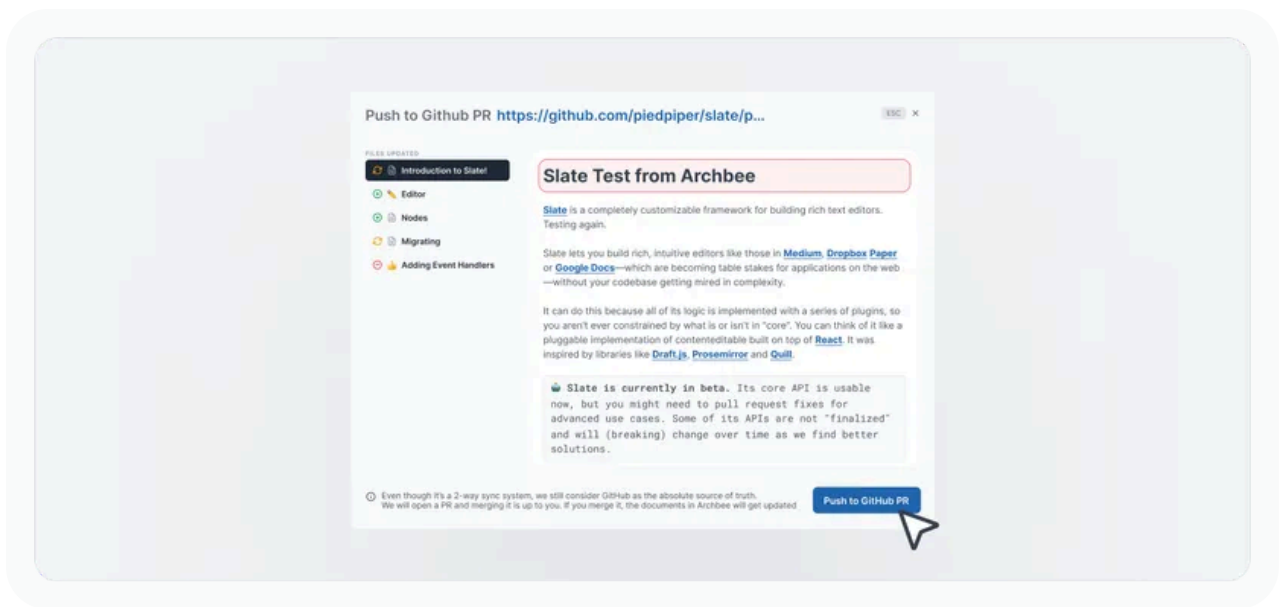 Push to Github PR https://github.com/piedpiper/slate/p...
ESC ×
FILES UPDATED
Introduction to Slate!
Editor
Nodes
Migrating
Adding Event Handlers
Slate Test from Archbee
Slate is a completely customizable framework for building rich text editors.
Testing again.
Slate lets you build rich, intuitive editors like those in Medium, Dropbox Paper
or Google Docs—which are becoming table stakes for applications on the web
—without your codebase getting mired in complexity.
It can do this because all of its logic is implemented with a series of plugins, so
you aren't ever constrained by what is or isn't in "core". You can think of it like a
pluggable implementation of contenteditable built on top of React. It was
inspired by libraries like Draft.js, Prosemirror and Quill.
Slate is currently in beta. Its core API is usable
now, but you might need to pull request fixes for
advanced use cases. Some of its APIs are not "finalized"
and will (breaking) change over time as we find better
solutions.
Even though it's a 2-way sync system, we still consider GitHub as the absolute source of truth.
We will open a PR and merging it is up to you. If you merge it, the documents in Archbee will get updated
Push to GitHub PR